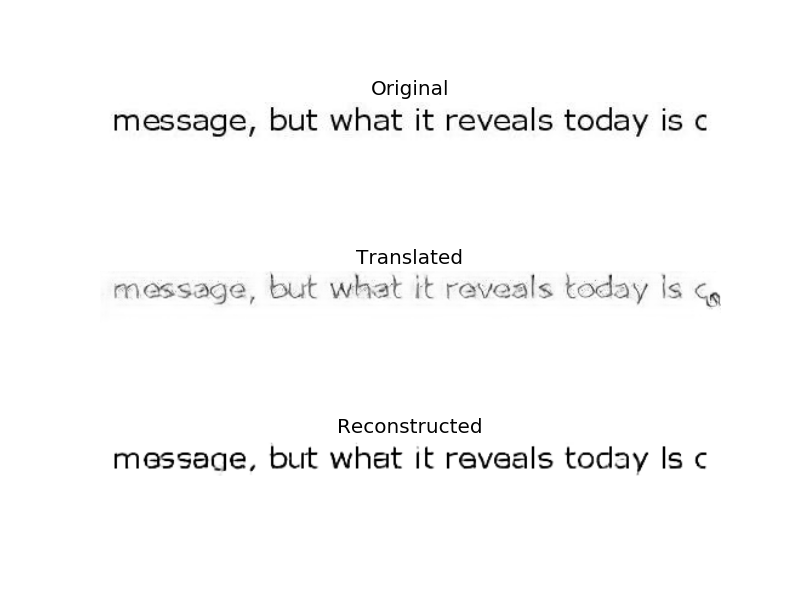 Original
message, but what it reveals today is c
Translated
message, but what it reveals today is c
Reconstructed
message, but what it reveals today Is c